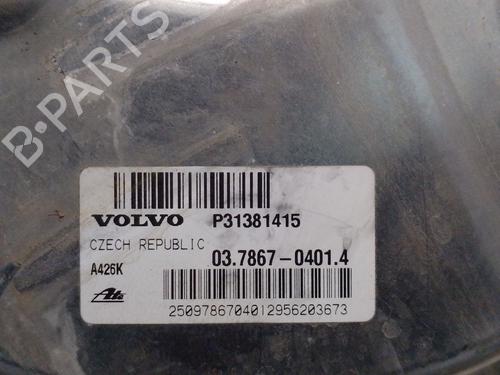 B-PARTS
VOLVO P31381415
CZECH REPUBLIC
A426K 03.7867-0401.4
Ate
25097867040129562036​73